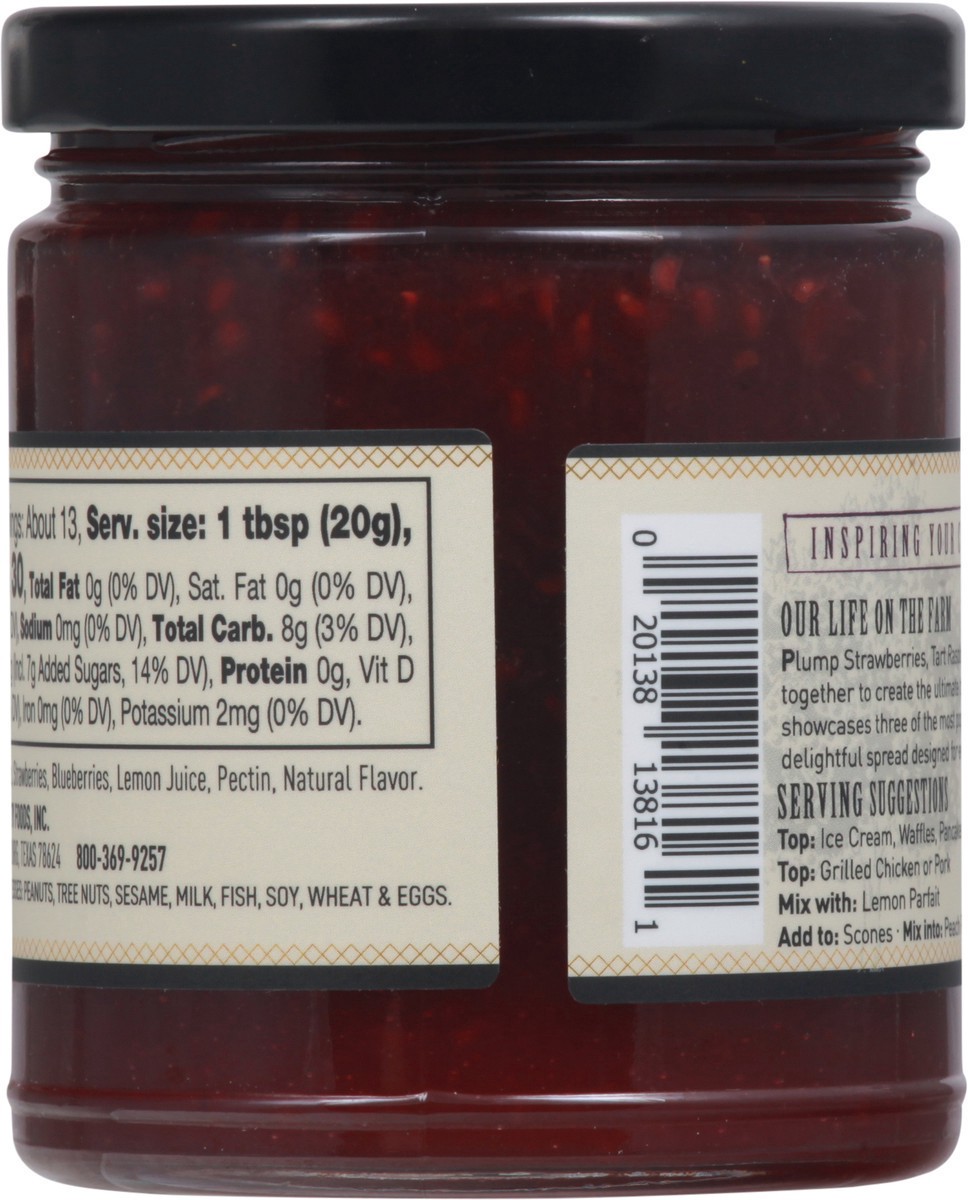 About 13, Serv. size: 1 tbsp (20g),
30, Total Fat 0g (0% DV), Sat. Fat 0g (0% DV),
Sodium 0mg (0% DV), Total Carb. 8g (3% DV),
7g Added Sugars, 14% DV), Protein 0g, Vit D
Iron 0mg (0% DV), Potassium 2mg (0% DV).
Blueberries, Lemon Juice, Pectin, Natural Flavor.
FOODS, INC.
TEXAS 78624 800-369-9257
PEANUTS, TREE NUTS, SESAME, MILK, FISH, SOY, WHEAT & EGGS.
0 20138 13816 1
INSPIRING YOUR
OUR LIFE ON THE FARM
Plump Strawberries, Tart
together to create the ultimate
showcases three of the most
delightful spread designed
SERVING SUGGESTIONS
Top: Ice Cream, Waffles,
Top: Grilled Chicken or Pork
Mix with: Lemon Parfait
Add to: Scones · Mix into: